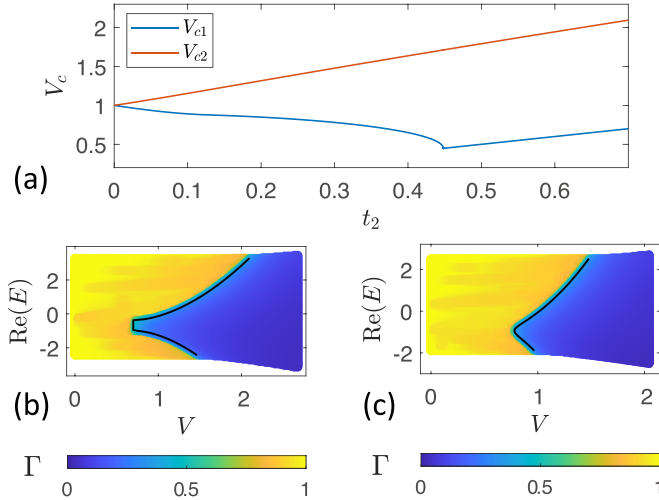 V_{c1}
V_{c2}
2
1.5
1
0.5
V_c
0 0.1 0.2 0.3 0.4 0.5 0.6
t_2
(a)
2
0
-2
Re(E)
0 1 2
V
(b)
2
0
-2
Re(E)
0 1 2
V
(c)
Γ
0 0.5 1
Γ
0 0.5 1